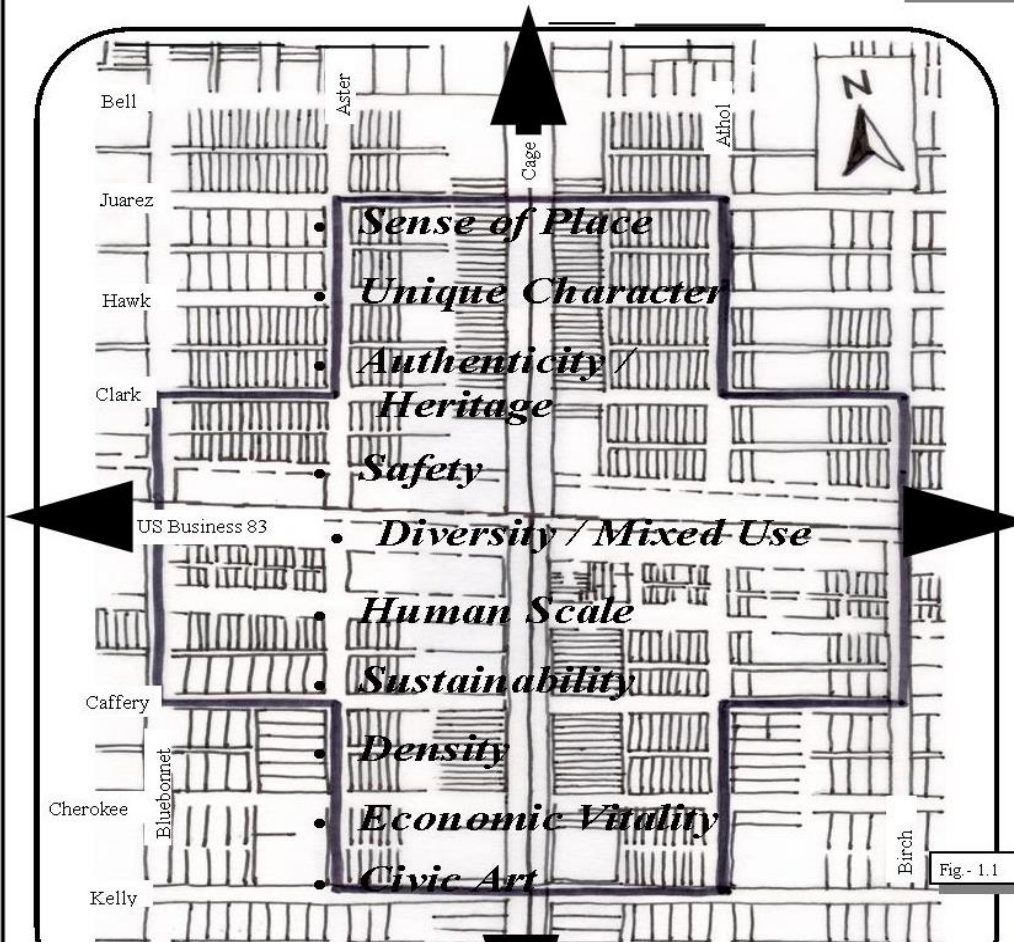 Bell
Aster
Cage
Athol
N
Juarez
• Sense of Place
Hawk
• Unique Character
Clark
• Authenticity /
Heritage
• Safety
US Business 83
• Diversity / Mixed Use
• Human Scale
• Sustainability
Caffery
Bluebonnet
• Density
Cherokee
• Economic Vitality
Birch
Fig.- 1.1
Kelly
• Civic Art